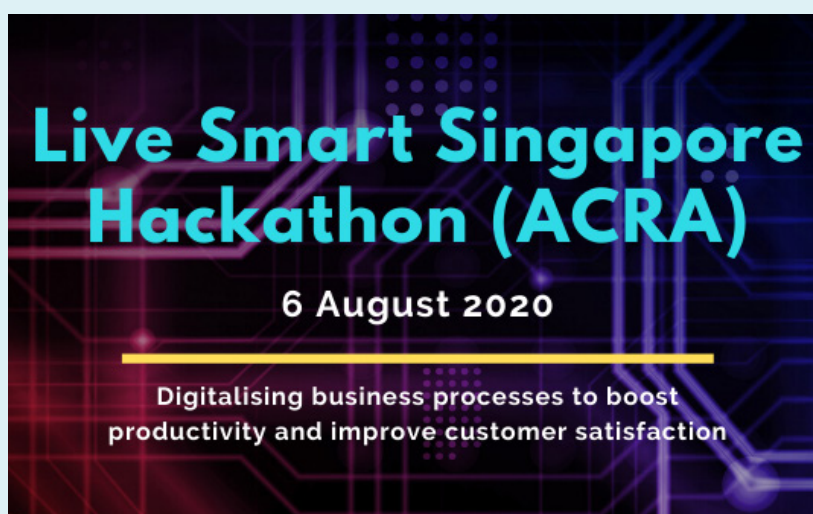 Live Smart Singapore
Hackathon (ACRA)
6 August 2020
Digitalising business processes to boost
productivity and improve customer satisfaction